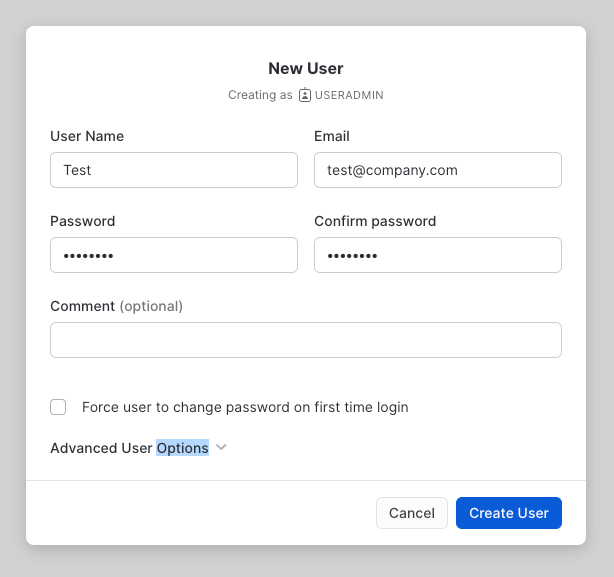 New User
Creating as USERADMIN
User Name
Email
Test
test@company.com
Password
Confirm password
••••••••
••••••••
Comment (optional)
Force user to change password on first time login
Advanced User Options
Cancel
Create User